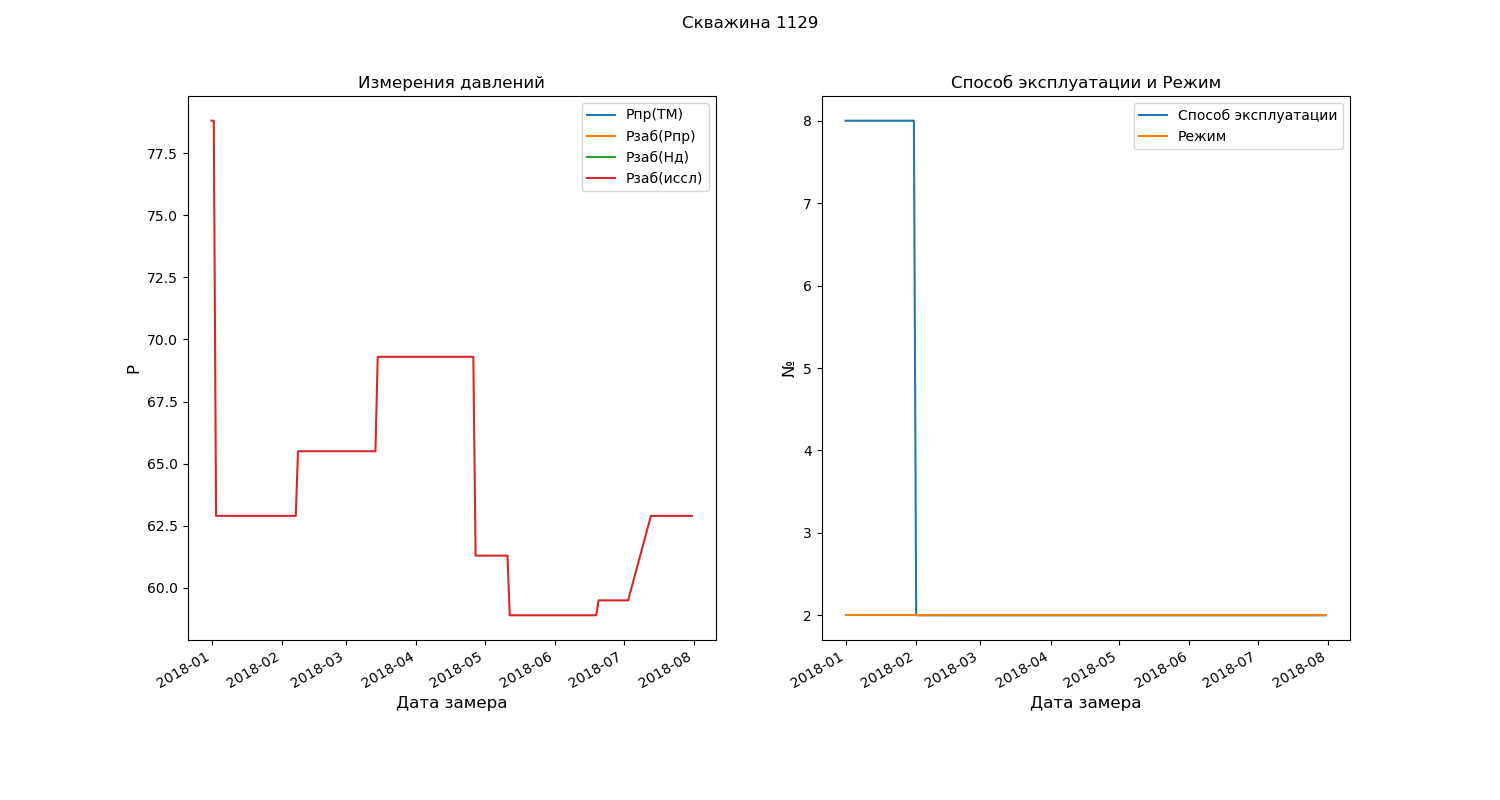 Скважина 1129
Измерения давлений
Рпр(ТМ)
Рзаб(Рпр)
Рзаб(Нд)
Рзаб(иссл)
77.5
75.0
72.5
70.0
67.5
65.0
62.5
60.0
Р
2018-01
2018-02
2018-03
2018-04
2018-05
2018-06
2018-07
2018-08
Дата замера
Способ эксплуатации и Режим
Способ эксплуатации
Режим
8
7
6
5
4
3
2
№
2018-01
2018-02
2018-03
2018-04
2018-05
2018-06
2018-07
2018-08
Дата замера